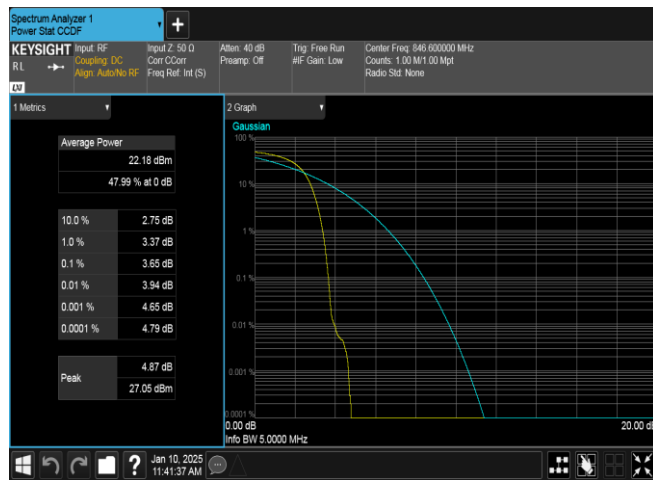 Spectrum Analyzer 1
Power Stat CCDF
KEYSIGHT
Input: RF
Coupling: DC
Align: Auto/No RF
Input Z: 50 Ω
Corr CCorr
Freq Ref: Int (S)
Atten: 40 dB
Preamp: Off
Trig: Free Run
#IF Gain: Low
Center Freq: 846.600000 MHz
Counts: 1.00 M/1.00 Mpt
Radio Std: None
R L
LXI
1 Metrics
Average Power
22.18 dBm
47.99 % at 0 dB
10.0 % 2.75 dB
1.0 % 3.37 dB
0.1 % 3.65 dB
0.01 % 3.94 dB
0.001 % 4.65 dB
0.0001 % 4.79 dB
Peak
4.87 dB
27.05 dBm
2 Graph
Gaussian
100 %
10 %
1 %
0.1 %
0.01 %
0.001 %
0.0001 %
0.00 dB
20.00 dB
Info BW 5.0000 MHz
?
Jan 10, 2025
11:41:37 AM